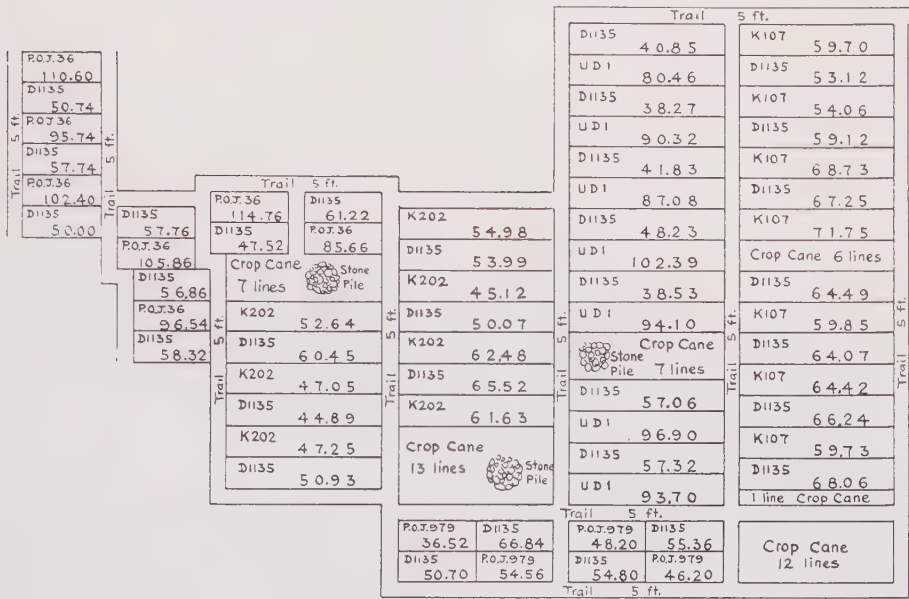 Trail 5 ft.
P.O.J.36
110.60
D1135
50.74
P.O.J.36
95.74
D1135
57.74
P.O.J.36
102.40
D1135
50.00
Trail 5 ft.
Trail 5 ft.
D1135
57.76
P.O.J.36
105.86
D1135
56.86
P.O.J.36
96.54
D1135
58.32
Trail 5 ft.
Trail 5 ft.
P.O.J.36
114.76
D1135
61.22
D1135
47.52
P.O.J.36
85.66
Crop Cane
7 lines
Stone
Pile
K202
52.64
D1135
60.45
K202
47.05
D1135
44.89
K202
47.25
D1135
50.93
Trail 5 ft.
K202
54.98
D1135
53.99
K202
45.12
D1135
50.07
K202
62.48
D1135
65.52
K202
61.63
Crop Cane
13 lines
Stone
Pile
Trail 5 ft.
D1135
40.85
UD1
80.46
D1135
38.27
UD1
90.32
D1135
41.83
UD1
87.08
D1135
48.23
UD1
102.39
D1135
38.53
UD1
94.10
Crop Cane
Stone
Pile
7 lines
D1135
57.06
UD1
96.90
D1135
57.32
UD1
93.70
Trail 5 ft.
K107
59.70
D1135
53.12
K107
54.06
D1135
59.12
K107
68.73
D1135
67.25
K107
71.75
Crop Cane 6 lines
D1135
64.49
K107
59.85
D1135
64.07
K107
64.42
D1135
66.24
K107
59.73
D1135
68.06
1 line Crop Cane
Trail 5 ft.
Trail 5 ft.
P.O.J.979
36.52
D1135
66.84
D1135
50.70
P.O.J.979
54.56
P.O.J.979
48.20
D1135
55.36
D1135
54.80
P.O.J.979
46.20
Crop Cane
12 lines
Trail 5 ft.